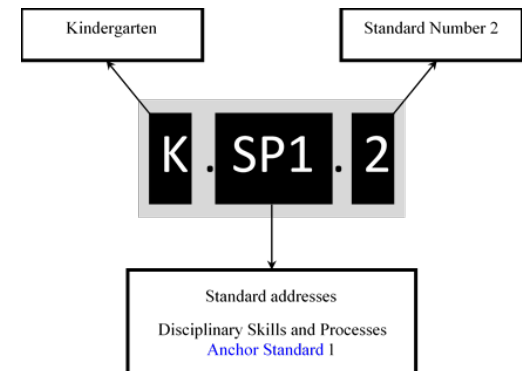 Kindergarten
Standard Number 2
K.SP1.2
Standard addresses
Disciplinary Skills and Processes
Anchor Standard 1